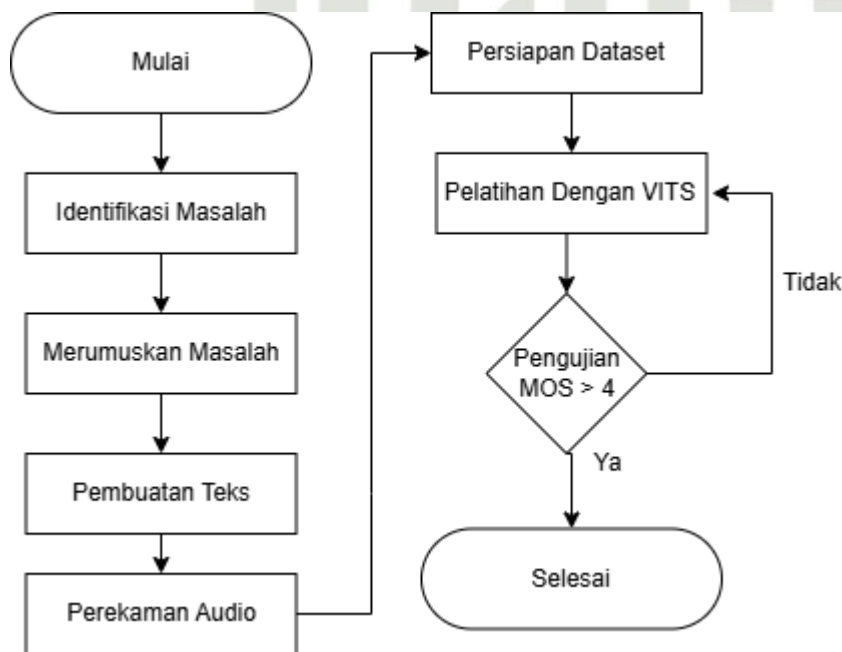 Mulai
Identifikasi Masalah
Merumuskan Masalah
Pembuatan Teks
Perekaman Audio
Persiapan Dataset
Pelatihan Dengan VITS
Tidak
Pengujian
MOS > 4
Ya
Selesai